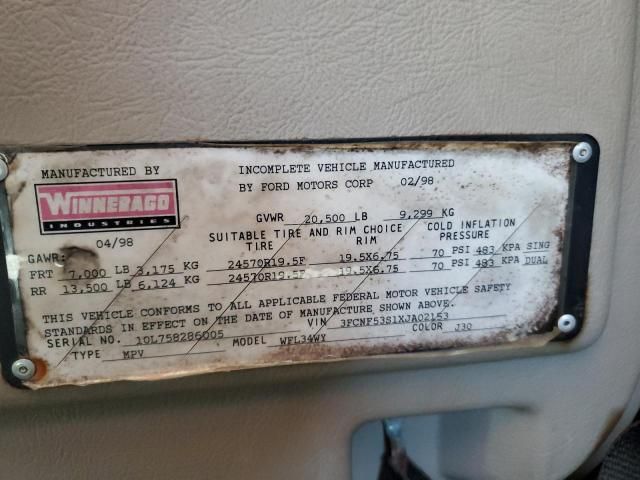 MANUFACTURED BY
WINNEBAGO
INDUSTRIES
04/98
INCOMPLETE VEHICLE MANUFACTURED
BY FORD MOTORS CORP 02/98
GVWR 20,500 LB 9,299 KG
SUITABLE TIRE AND RIM CHOICE COLD INFLATION
GAWR: TIRE RIM PRESSURE
FRT 7,000 LB 3,175 KG 24570R19.5F 19.5X6.75 70 PSI 483 KPA SING
RR 13,500 LB 6,124 KG 24570R19.5F 19.5X6.75 70 PSI 483 KPA DUAL
THIS VEHICLE CONFORMS TO ALL APPLICABLE FEDERAL MOTOR VEHICLE SAFETY
STANDARDS IN EFFECT ON THE DATE OF MANUFACTURE SHOWN ABOVE.
SERIAL NO. 10L758286005 VIN 3FCNF53S1XJA02153
TYPE MPV MODEL WFL34WY COLOR J30